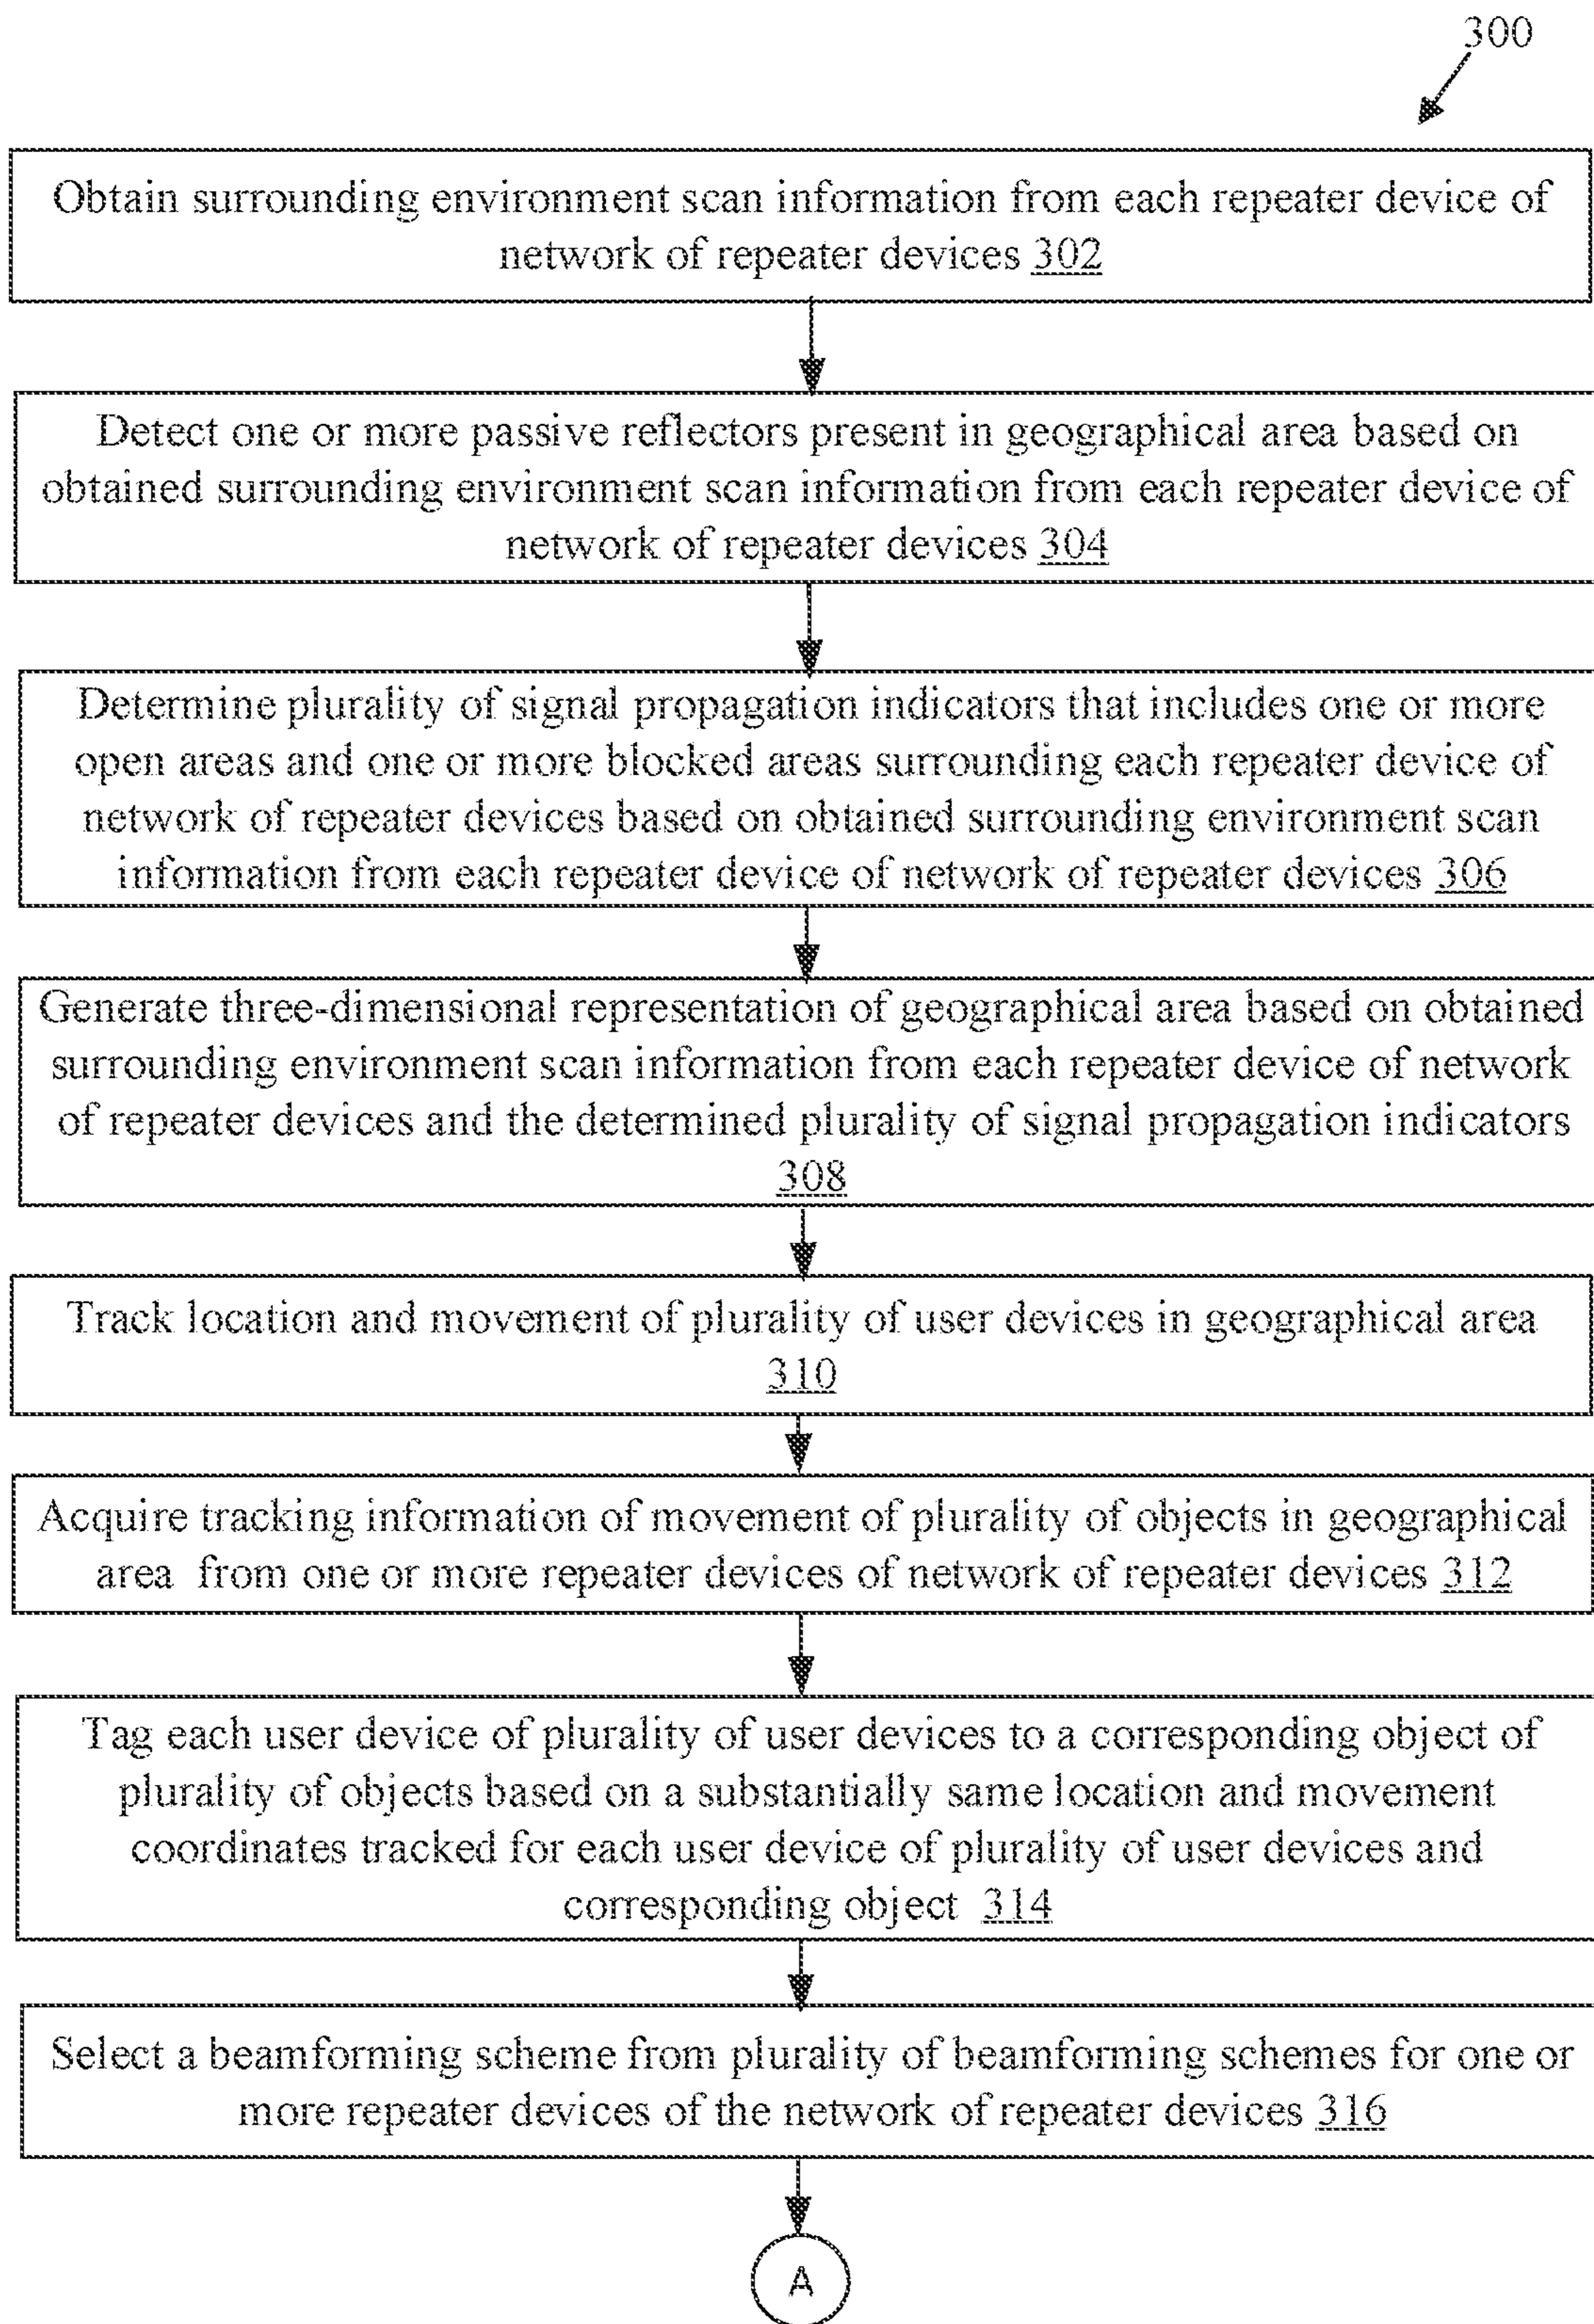 300
Obtain surrounding environment scan information from each repeater device of
network of repeater devices 302
Detect one or more passive reflectors present in geographical area based on
obtained surrounding environment scan information from each repeater device of
network of repeater devices 304
Determine plurality of signal propagation indicators that includes one or more
open areas and one or more blocked areas surrounding each repeater device of
network of repeater devices based on obtained surrounding environment scan
information from each repeater device of network of repeater devices 306
Generate three-dimensional representation of geographical area based on obtained
surrounding environment scan information from each repeater device of network
of repeater devices and the determined plurality of signal propagation indicators
308
Track location and movement of plurality of user devices in geographical area
310
Acquire tracking information of movement of plurality of objects in geographical
area from one or more repeater devices of network of repeater devices 312
Tag each user device of plurality of user devices to a corresponding object of
plurality of objects based on a substantially same location and movement
coordinates tracked for each user device of plurality of user devices and
corresponding object 314
Select a beamforming scheme from plurality of beamforming schemes for one or
more repeater devices of the network of repeater devices 316
A